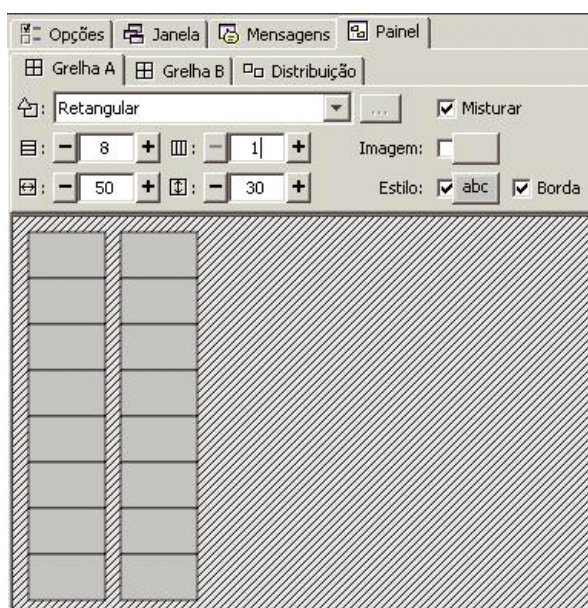 Opções Janela Mensagens Painel
Grelha A Grelha B Distribuição
: Retangular ... Misturar
: 8 : 1 Imagem:
: 50 : 30 Estilo: abc Borda